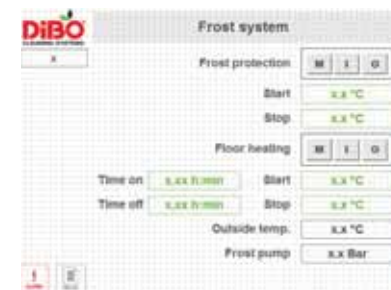 DiBO
CLEANING SYSTEMS
Frost system
x
Frost protection M I O
Start x.x °C
Stop x.x °C
Floor heating M I O
Time on x.xx h:min Start x.x °C
Time off x.xx h:min Stop x.x °C
Outside temp. x.x °C
Frost pump x.x Bar